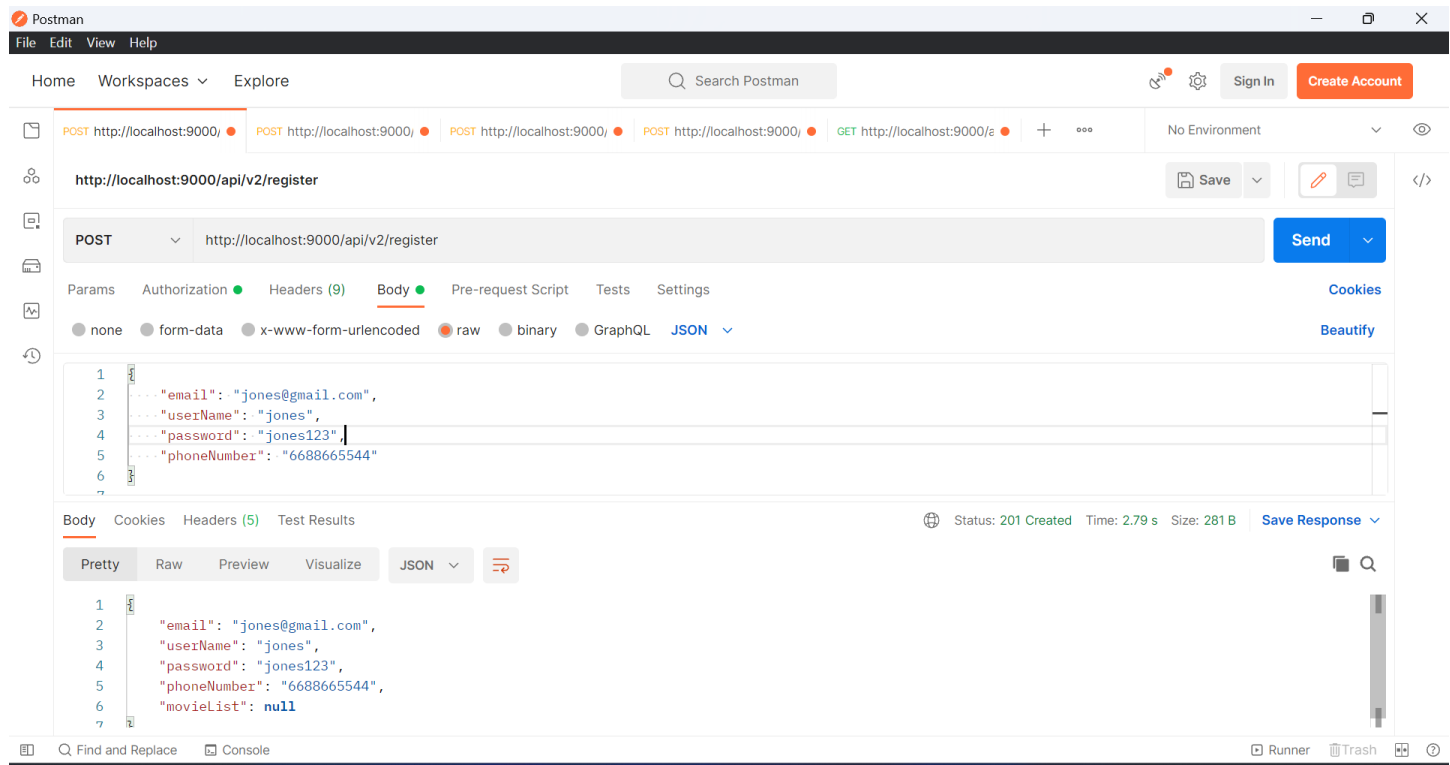 Postman
File Edit View Help
Home Workspaces Explore Search Postman Sign In Create Account
POST http://localhost:9000/ POST http://localhost:9000/ POST http://localhost:9000/ POST http://localhost:9000/ GET http://localhost:9000/a No Environment
http://localhost:9000/api/v2/register Save </>
POST http://localhost:9000/api/v2/register Send
Params Authorization Headers (9) Body Pre-request Script Tests Settings Cookies
none form-data x-www-form-urlencoded raw binary GraphQL JSON Beautify
1 {
2 "email": "jones@gmail.com",
3 "userName": "jones",
4 "password": "jones123",
5 "phoneNumber": "6688665544"
6 }
7
Body Cookies Headers (5) Test Results Status: 201 Created Time: 2.79 s Size: 281 B Save Response
Pretty Raw Preview Visualize JSON
1 {
2 "email": "jones@gmail.com",
3 "userName": "jones",
4 "password": "jones123",
5 "phoneNumber": "6688665544",
6 "movieList": null
7 }
Find and Replace Console Runner Trash